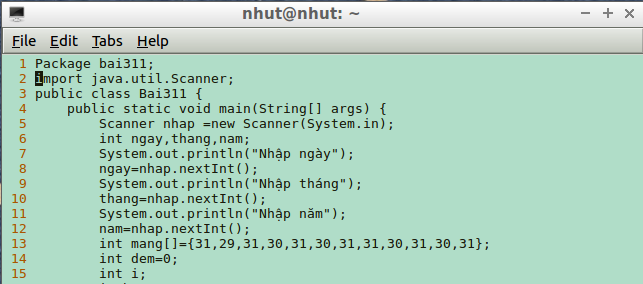 nhut@nhut: ~
File Edit Tabs Help
1 Package bai311;
2 import java.util.Scanner;
3 public class Bai311 {
4     public static void main(String[] args) {
5         Scanner nhap =new Scanner(System.in);
6         int ngay,thang,nam;
7         System.out.println("Nhập ngày");
8         ngay=nhap.nextInt();
9         System.out.println("Nhập tháng");
10         thang=nhap.nextInt();
11         System.out.println("Nhập năm");
12         nam=nhap.nextInt();
13         int mang[]={31,29,31,30,31,30,31,31,30,31,30,31};
14         int dem=0;
15         int i;